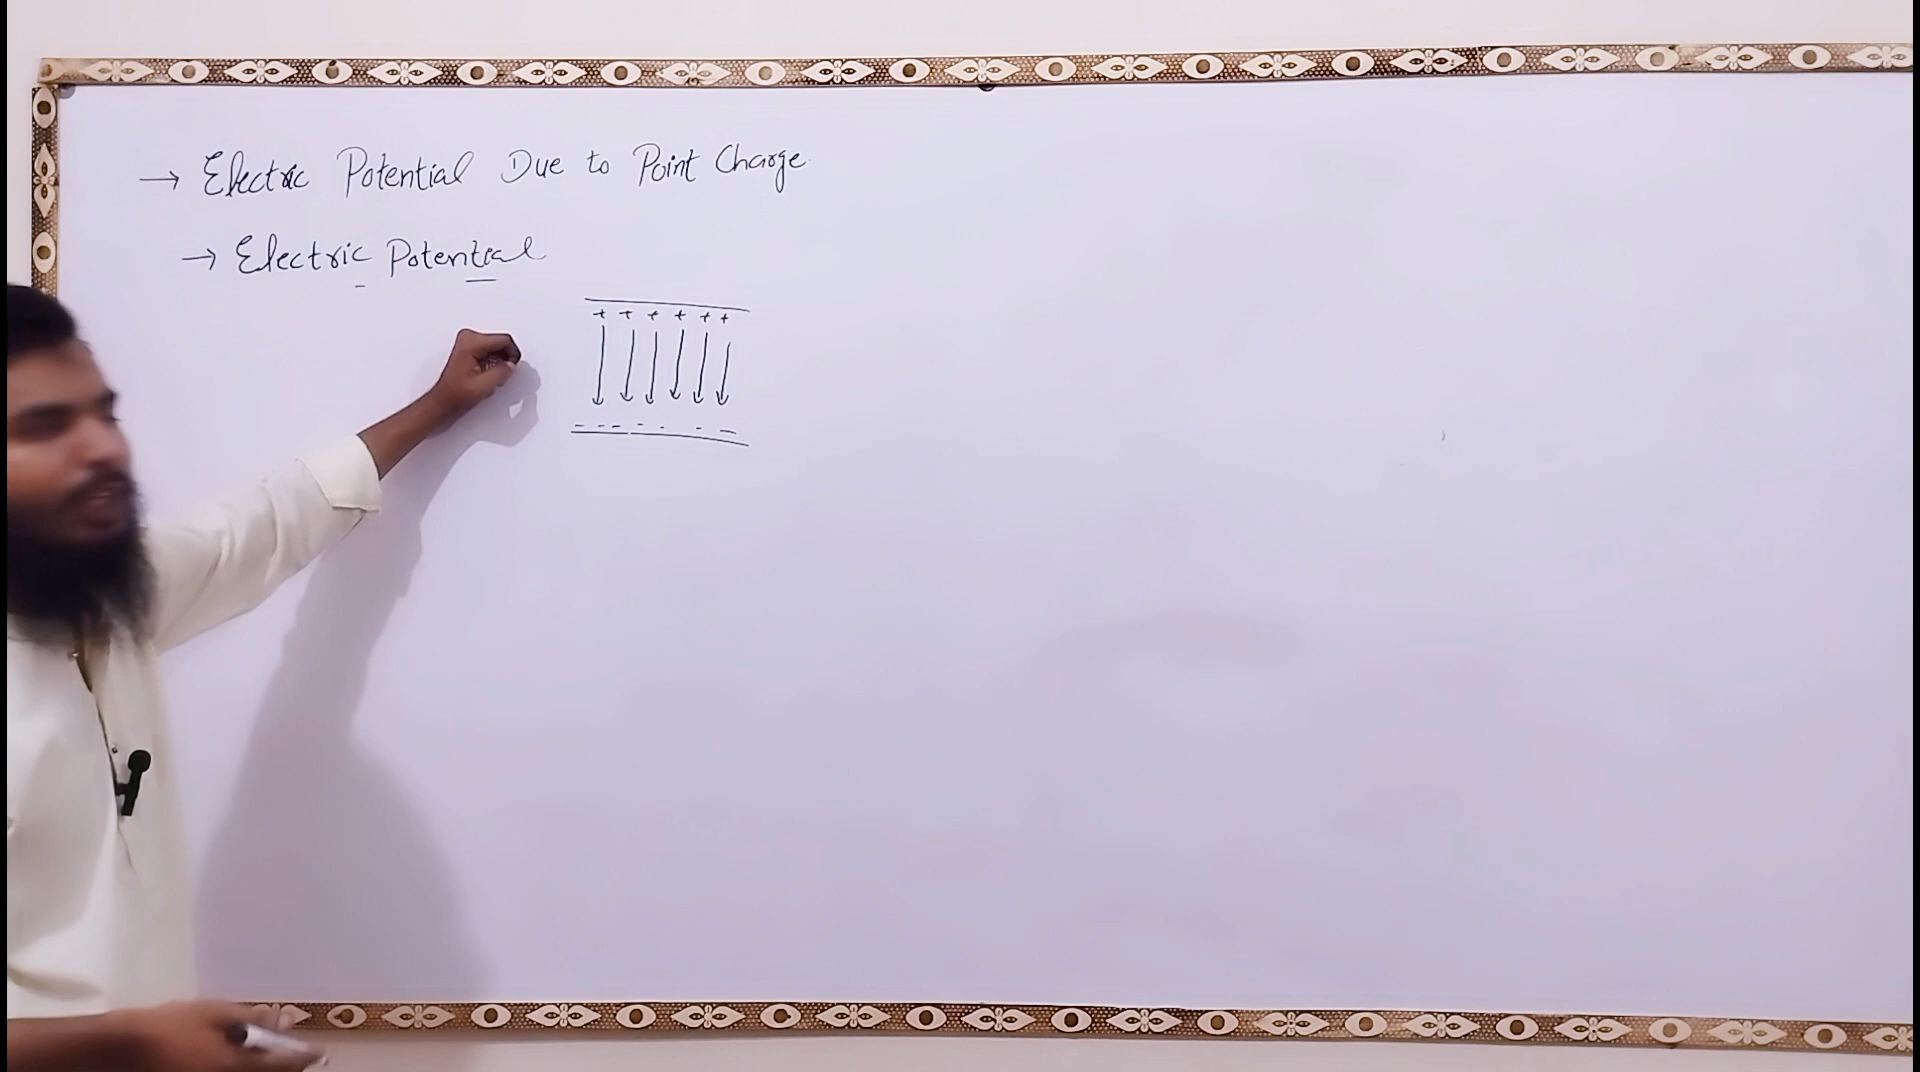 → Electric Potential Due to Point Charge
→ Electric Potential
+ + + + + +
- - - - - - -